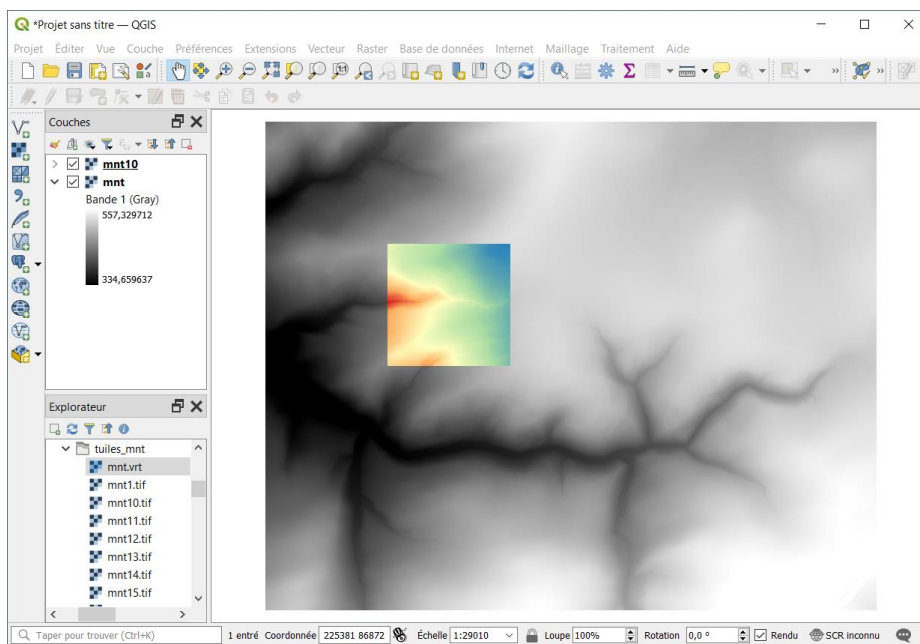 *Projet sans titre — QGIS
Projet Éditer Vue Couche Préférences Extensions Vecteur Raster Base de données Internet Maillage Traitement Aide
Couches
mnt10
mnt
Bande 1 (Gray)
557,329712
334,659637
Explorateur
tuiles_mnt
mnt.vrt
mnt1.tif
mnt10.tif
mnt11.tif
mnt12.tif
mnt13.tif
mnt14.tif
mnt15.tif
Taper pour trouver (Ctrl+K) 1 entré Coordonnée 225381 86872 Échelle 1:29010 Loupe 100% Rotation 0,0 ° Rendu SCR inconnu